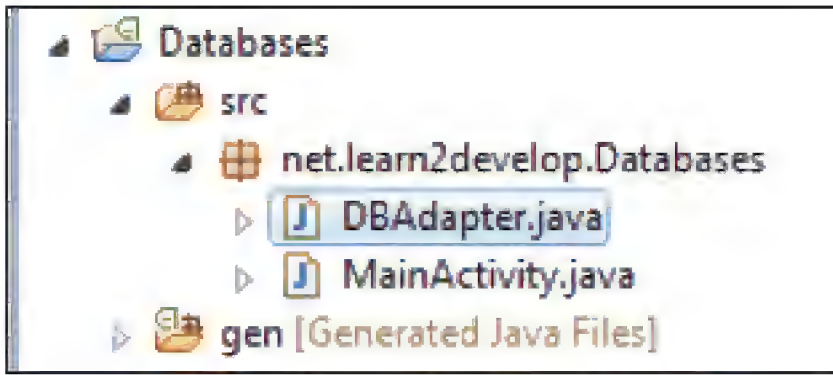 Databases
src
net.learn2develop.Databases
DBAdapter.java
MainActivity.java
gen [Generated Java Files]